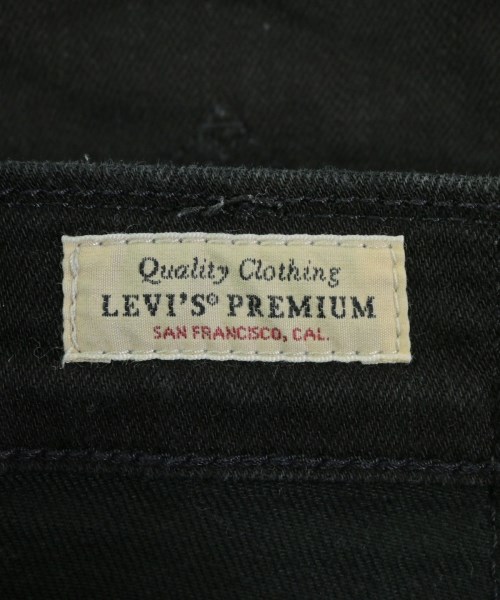 Quality Clothing
LEVI'S® PREMIUM
SAN FRANCISCO, CAL.